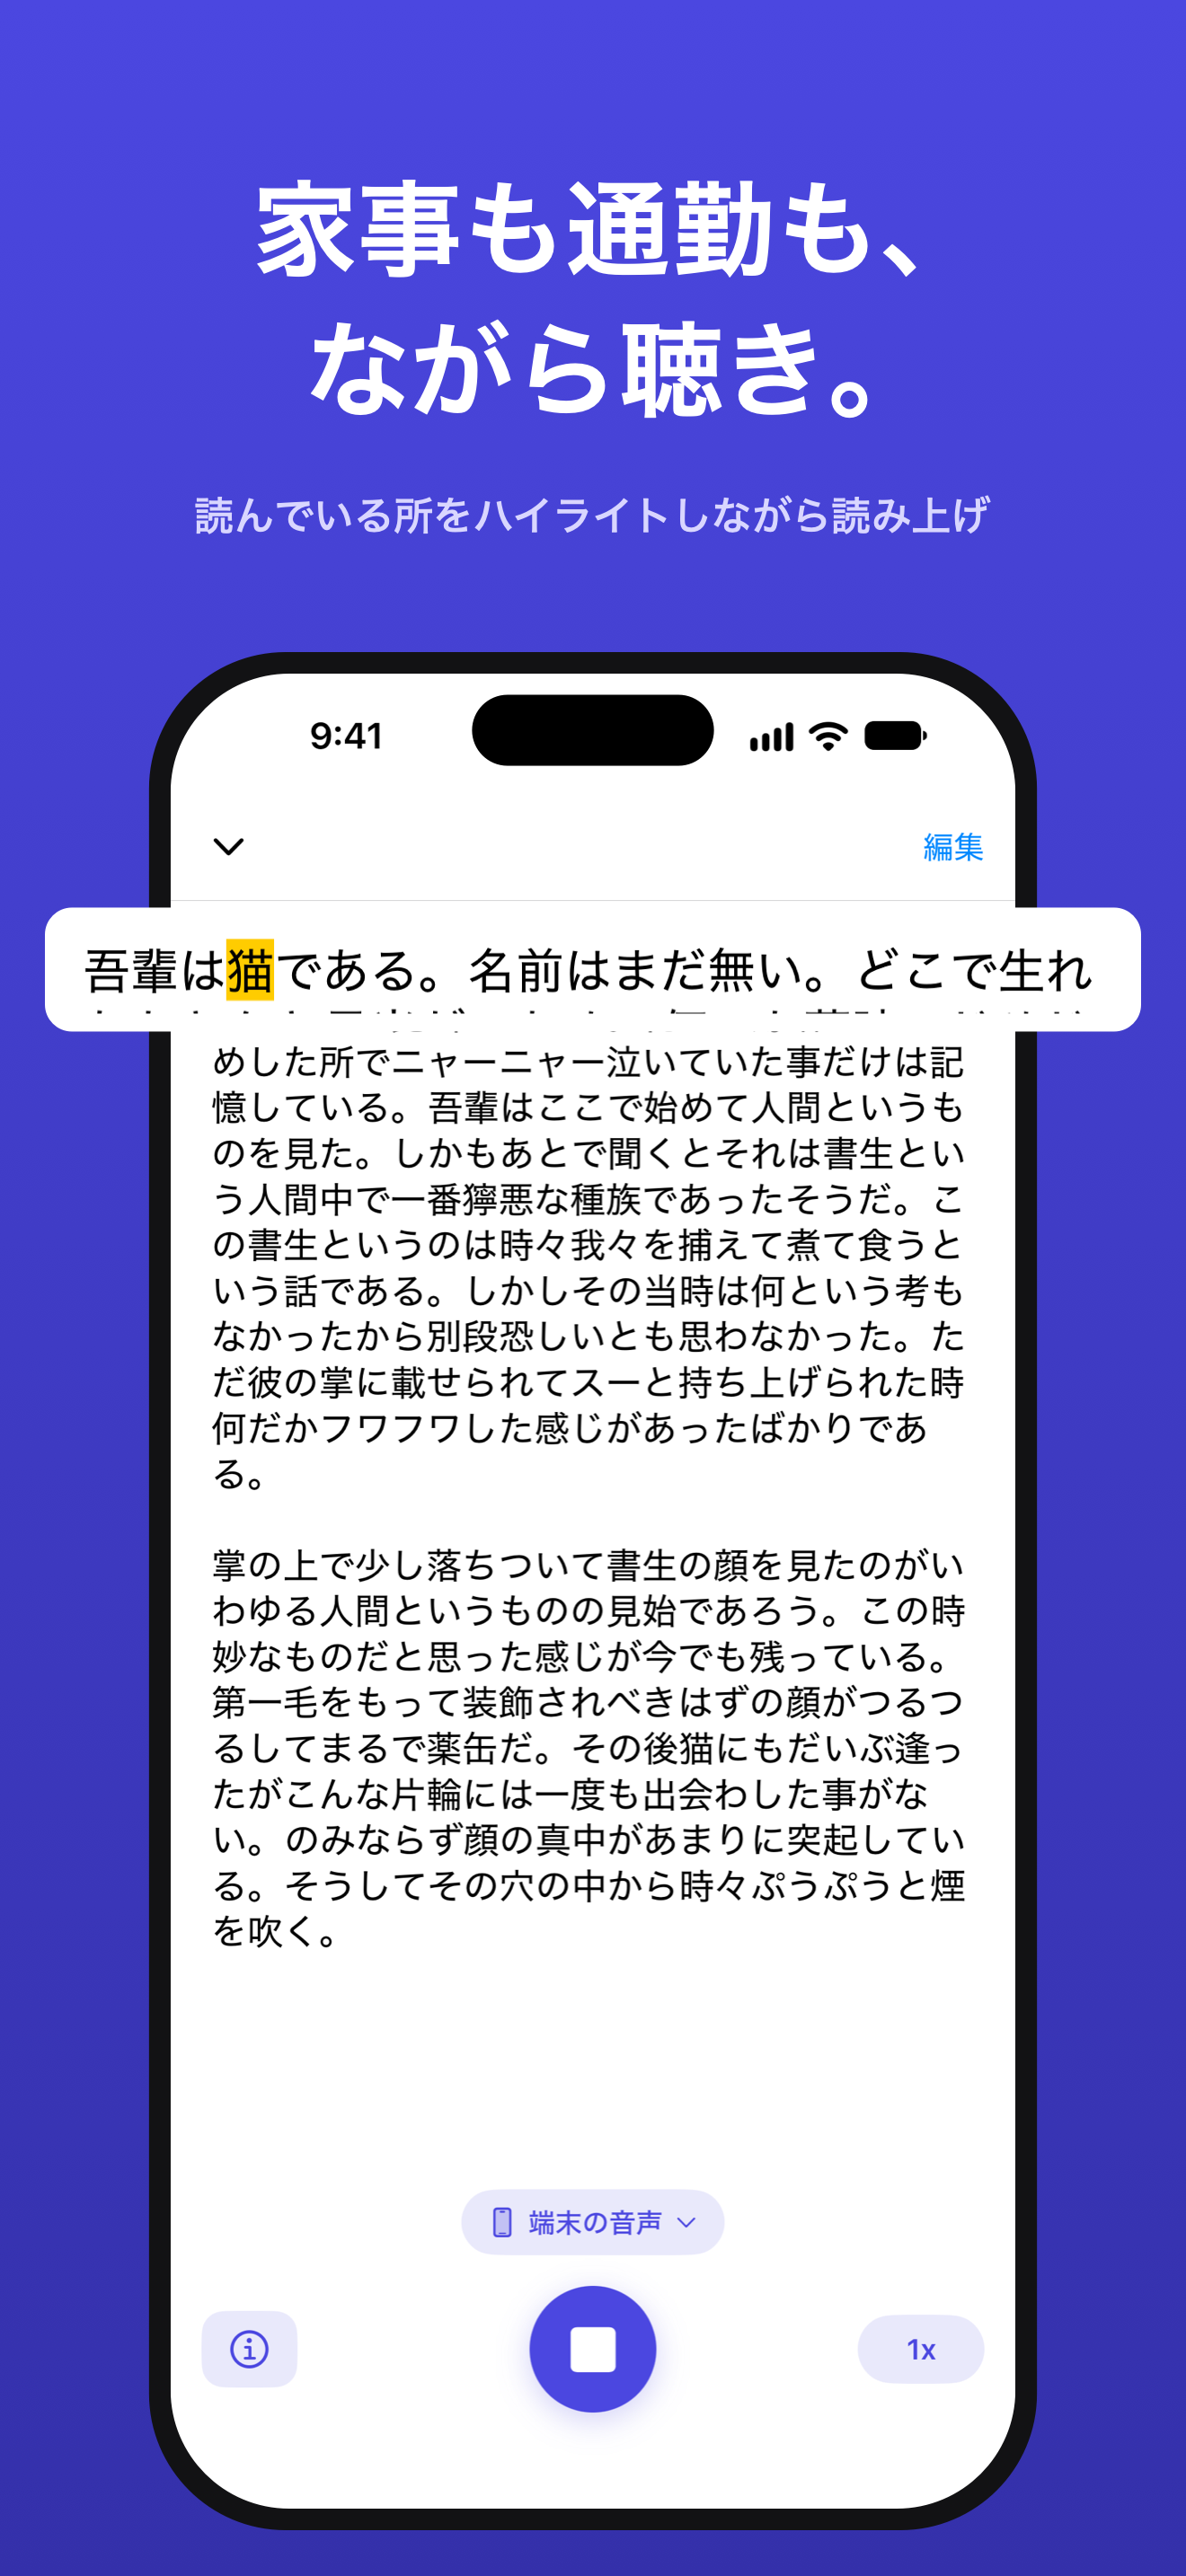 家事も通勤も、
ながら聴き。
読んでいる所をハイライトしながら読み上げ
9:41
編集
吾輩は猫である。名前はまだ無い。どこで生れ
めした所でニャーニャー泣いていた事だけは記
憶している。吾輩はここで始めて人間というも
のを見た。しかもあとで聞くとそれは書生とい
う人間中で一番獰悪な種族であったそうだ。こ
の書生というのは時々我々を捕えて煮て食うと
いう話である。しかしその当時は何という考も
なかったから別段恐しいとも思わなかった。た
だ彼の掌に載せられてスーと持ち上げられた時
何だかフワフワした感じがあったばかりであ
る。
掌の上で少し落ちついて書生の顔を見たのがい
わゆる人間というものの見始であろう。この時
妙なものだと思った感じが今でも残っている。
第一毛をもって装飾されべきはずの顔がつるつ
るしてまるで薬缶だ。その後猫にもだいぶ逢っ
たがこんな片輪には一度も出会わした事がな
い。のみならず顔の真中があまりに突起してい
る。そうしてその穴の中から時々ぷうぷうと煙
を吹く。
端末の音声
1x